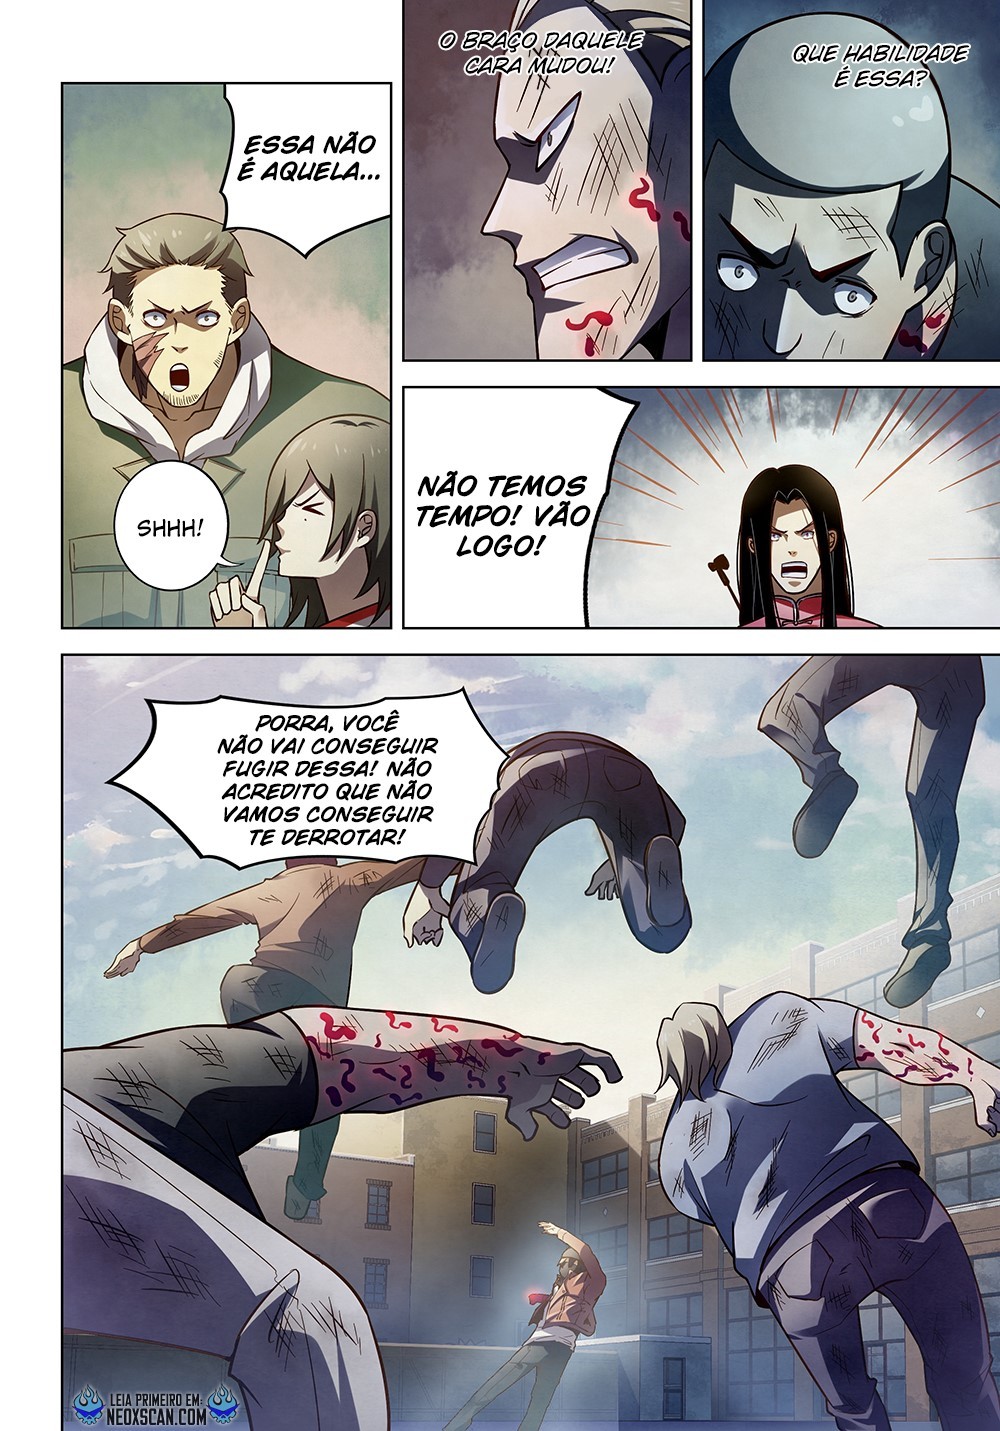 O BRAÇO DAQUELE
CARA MUDOU!
QUE HABILIDADE
É ESSA?
ESSA NÃO
É AQUELA...
SHHH!
NÃO TEMOS
TEMPO! VÃO
LOGO!
PORRA, VOCÊ
NÃO VAI CONSEGUIR
FUGIR DESSA! NÃO
ACREDITO QUE NÃO
VAMOS CONSEGUIR
TE DERROTAR!
LEIA PRIMEIRO EM:
NEOXSCAN.COM